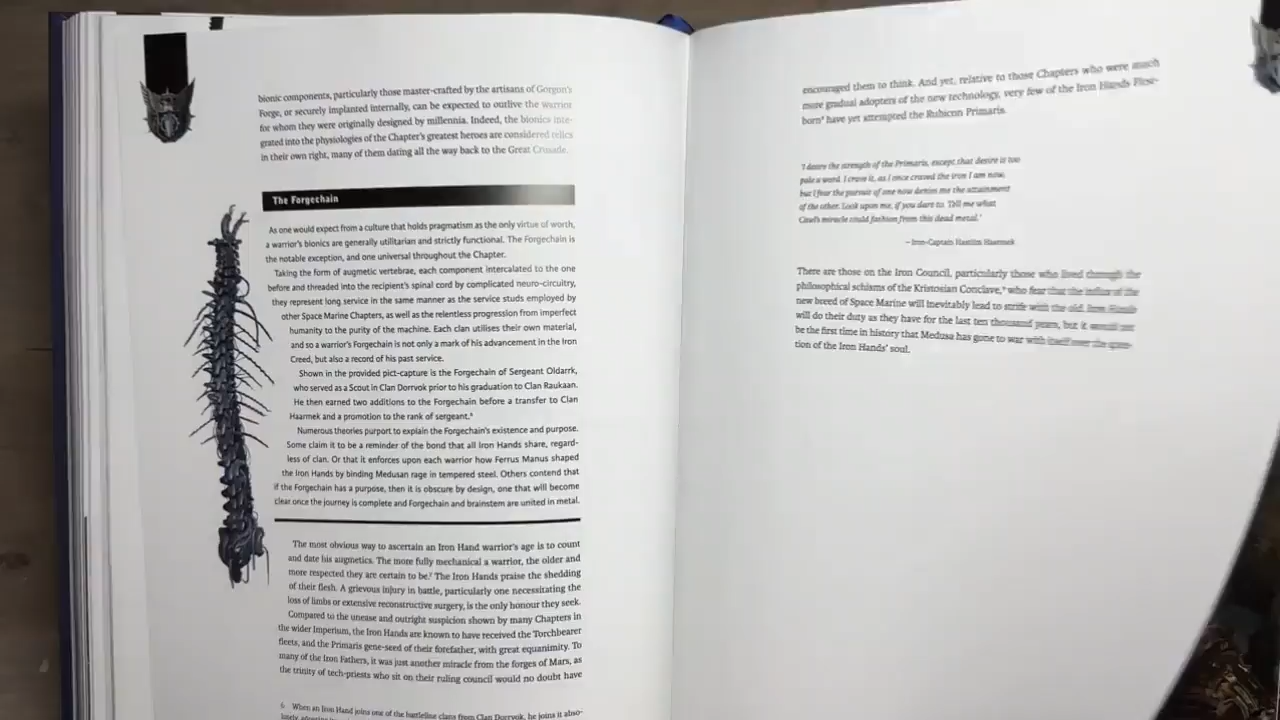 bionic components, particularly those master-crafted by the artisans of Gorgon's
Forge, or securely implanted internally, can be expected to outlive the warrior
for whom they were originally designed by millennia. Indeed, the bionics inte-
grated into the physiologies of the Chapter's greatest heroes are considered relics
in their own right, many of them dating all the way back to the Great Crusade.
The Forgechain
As one would expect from a culture that holds pragmatism as the only virtue of worth,
a warrior's bionics are generally utilitarian and strictly functional. The Forgechain is
the notable exception, and one universal throughout the Chapter.
Taking the form of augmetic vertebrae, each component intercalated to the one
before and threaded into the recipient's spinal cord by complicated neuro-circuitry,
they represent long service in the same manner as the service studs employed by
other Space Marine Chapters, as well as the relentless progression from imperfect
humanity to the purity of the machine. Each clan utilises their own material,
and so a warrior's Forgechain is not only a mark of his advancement in the Iron
Creed, but also a record of his past service.
Shown in the provided pict-capture is the Forgechain of Sergeant Oldarrk,
who served as a Scout in Clan Dorrvok prior to his graduation to Clan Raukaan.
He then earned two additions to the Forgechain before a transfer to Clan
Haarmek and a promotion to the rank of sergeant.⁶
Numerous theories purport to explain the Forgechain's existence and purpose.
Some claim it to be a reminder of the bond that all Iron Hands share, regard-
less of clan. Or that it enforces upon each warrior how Ferrus Manus shaped
the Iron Hands by binding Medusan rage in tempered steel. Others contend that
if the Forgechain has a purpose, then it is obscure by design, one that will become
clear once the journey is complete and Forgechain and brainstem are united in metal.
The most obvious way to ascertain an Iron Hand warrior's age is to count
and date his augmetics. The more fully mechanical a warrior, the older and
more respected they are certain to be.⁷ The Iron Hands praise the shedding
of their flesh. A grievous injury in battle, particularly one necessitating the
loss of limbs or extensive reconstructive surgery, is the only honour they seek.
Compared to the unease and outright suspicion shown by many Chapters in
the wider Imperium, the Iron Hands are known to have received the Torchbearer
fleets, and the Primaris gene-seed of their forefather, with great equanimity. To
many of the Iron Fathers, it was just another miracle from the forges of Mars, as
the trinity of tech-priests who sit on their ruling council would no doubt have
6 When an Iron Hand joins one of the battleline clans from Clan Dorrvok, he joins it abso-
encouraged them to think. And yet, relative to those Chapters who were much
more gradual adopters of the new technology, very few of the Iron Hands First-
born⁸ have yet attempted the Rubicon Primaris.
'I desire the strength of the Primaris, except that desire is too
pale a word. I crave it, as I once craved the iron I am now,
but I fear the pursuit of one now denies me the attainment
of the other. Look upon me, if you dare to. Tell me what
Cawl's miracle could fashion from this dead metal.'
– Iron-Captain Haarmek
There are those on the Iron Council, particularly those who lived through the
philosophical schisms of the Kristosian Conclave,⁹ who fear that the influx of the
new breed of Space Marine will inevitably lead to strife with the old. Iron Hands
will do their duty as they have for the last ten thousand years, but it would not
be the first time in history that Medusa has gone to war with itself over the ques-
tion of the Iron Hands' soul.